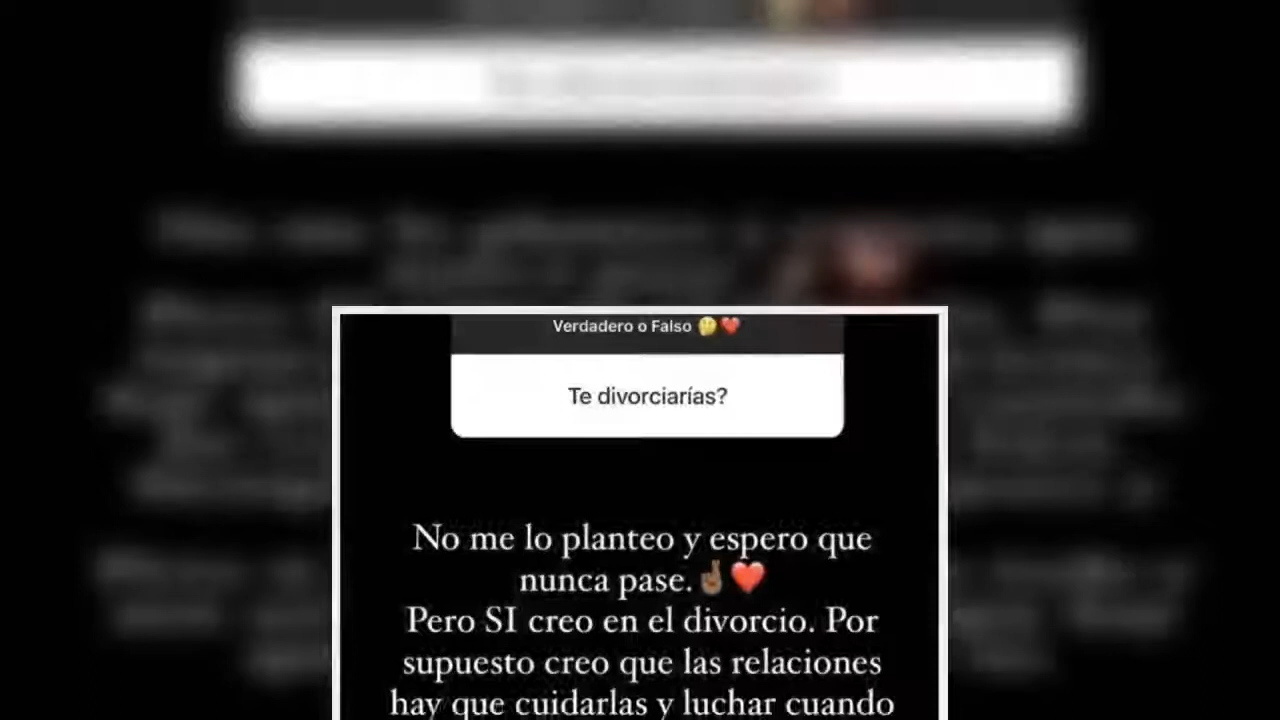 Verdadero o Falso 🤔❤️
Te divorciarías?
No me lo planteo y espero que
nunca pase.🤞🏾❤️
Pero SI creo en el divorcio. Por
supuesto creo que las relaciones
hay que cuidarlas y luchar cuando